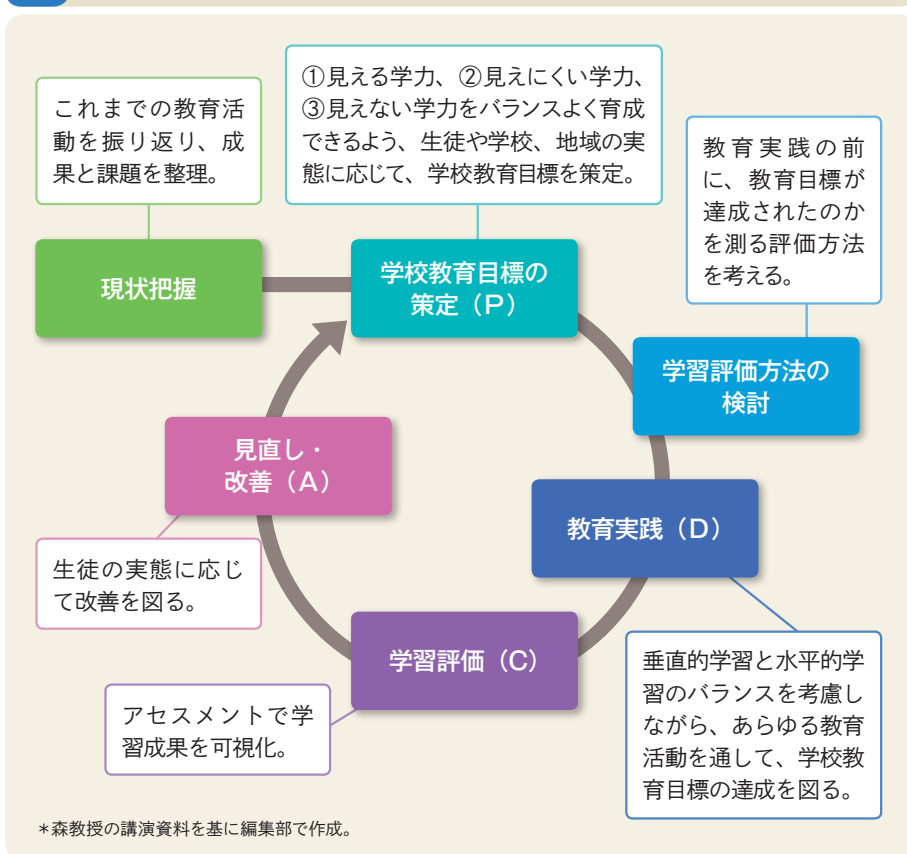 これまでの教育活
動を振り返り、成
果と課題を整理。
①見える学力、②見えにくい学力、
③見えない学力をバランスよく育成
できるよう、生徒や学校、地域の実
態に応じて、学校教育目標を策定。
教育実践の前
に、教育目標が
達成されたのか
を測る評価方法
を考える。
現状把握
学校教育目標の
策定（P）
学習評価方法の
検討
見直し・
改善（A）
教育実践（D）
生徒の実態に応じ
て改善を図る。
学習評価（C）
垂直的学習と水平的学
習のバランスを考慮し
ながら、あらゆる教育
活動を通して、学校教
育目標の達成を図る。
アセスメントで学
習成果を可視化。
＊森教授の講演資料を基に編集部で作成。